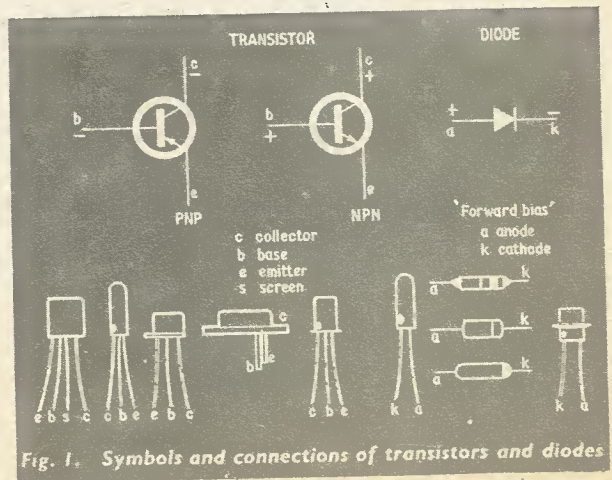 TRANSISTOR DIODE
c c
− +
b b + −
− + a k
e e
PNP NPN
'Forward bias'
c collector
b base
e emitter
s screen
a anode
k cathode
c
b e
a k
a k
a k
e b s c c b e e b c c b e k a k a
Fig. 1. Symbols and connections of transistors and diodes